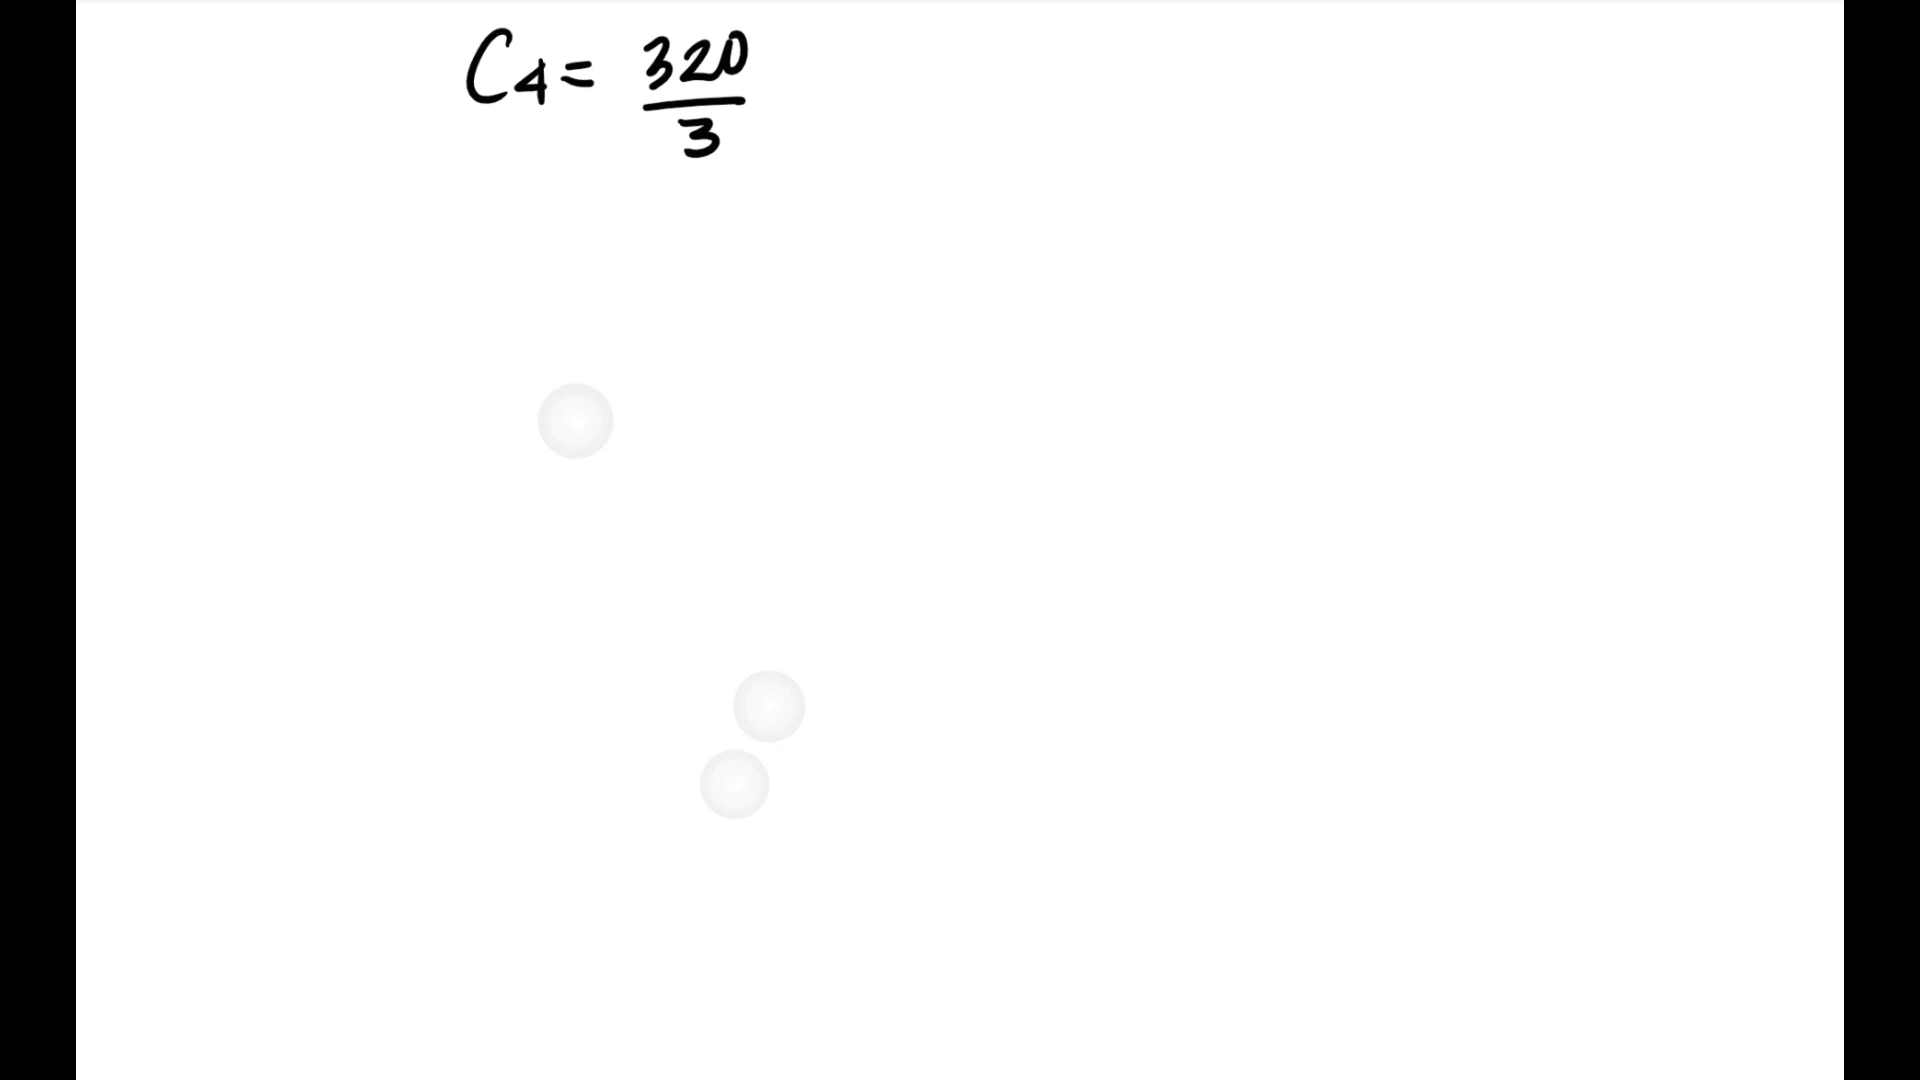 C₄ = 320/3